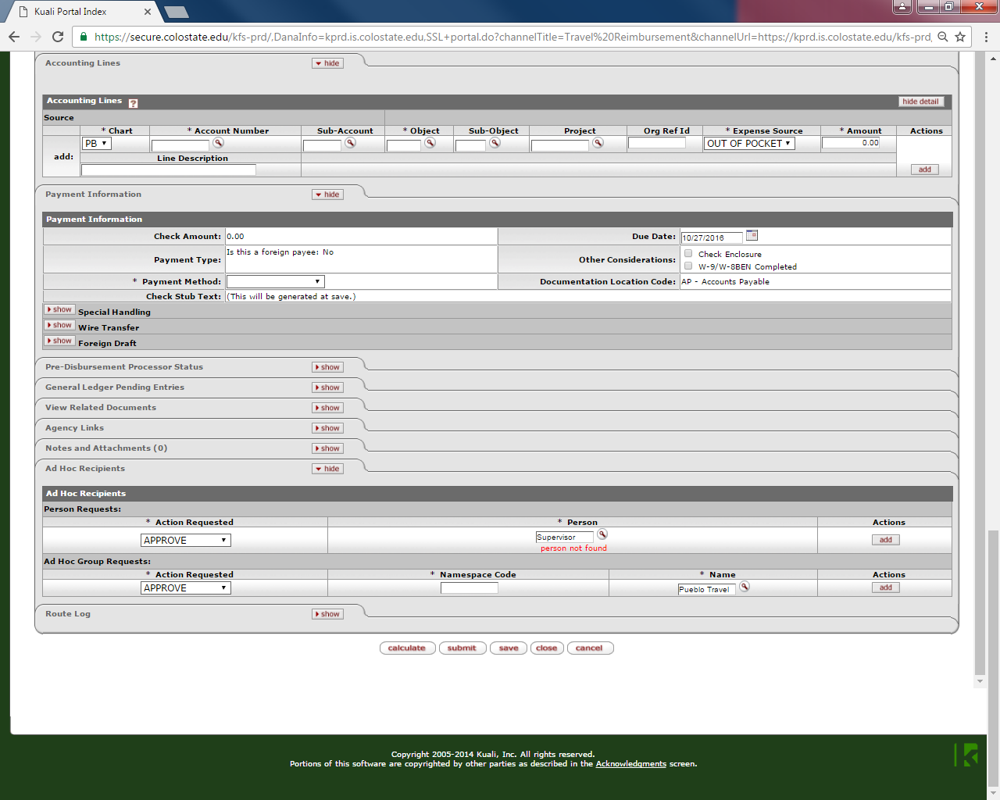 Kuali Portal Index
https://secure.colostate.edu/kfs-prd/,DanaInfo=kprd.is.colostate.edu,SSL+portal.do?channelTitle=Travel%20Reimbursement&channelUrl=https://kprd.is.colostate.edu/kfs-prd
Accounting Lines hide
Accounting Lines ? hide detail
Source
* Chart * Account Number Sub-Account * Object Sub-Object Project Org Ref Id * Expense Source * Amount Actions
add: PB OUT OF POCKET 0.00
Line Description
add
Payment Information hide
Payment Information
Check Amount: 0.00 Due Date: 10/27/2016
Payment Type: Is this a foreign payee: No Other Considerations: Check Enclosure
W-9/W-8BEN Completed
* Payment Method: Documentation Location Code: AP - Accounts Payable
Check Stub Text: (This will be generated at save.)
show Special Handling
show Wire Transfer
show Foreign Draft
Pre-Disbursement Processor Status show
General Ledger Pending Entries show
View Related Documents show
Agency Links show
Notes and Attachments (0) show
Ad Hoc Recipients hide
Ad Hoc Recipients
Person Requests:
* Action Requested * Person Actions
APPROVE Supervisor add
person not found
Ad Hoc Group Requests:
* Action Requested * Namespace Code * Name Actions
APPROVE Pueblo Travel add
Route Log show
calculate submit save close cancel
Copyright 2005-2014 Kuali, Inc. All rights reserved.
Portions of this software are copyrighted by other parties as described in the Acknowledgments screen.